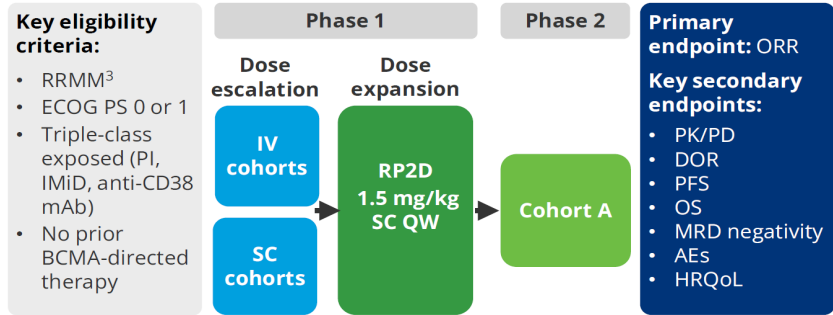 Key eligibility
criteria:
• RRMM³
• ECOG PS 0 or 1
• Triple-class
exposed (PI,
IMiD, anti-CD38
mAb)
• No prior
BCMA-directed
therapy
Phase 1
Phase 2
Dose
escalation
Dose
expansion
IV
cohorts
SC
cohorts
RP2D
1.5 mg/kg
SC QW
Cohort A
Primary
endpoint: ORR
Key secondary
endpoints:
• PK/PD
• DOR
• PFS
• OS
• MRD negativity
• AEs
• HRQoL